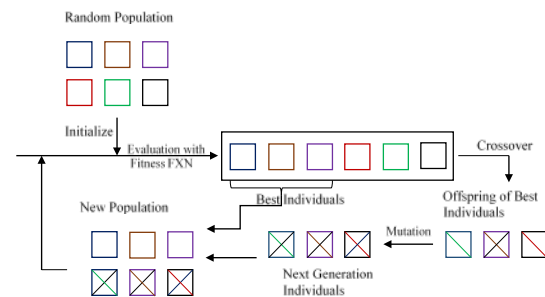 Random Population
Initialize
Evaluation with
Fitness FXN
Crossover
Best Individuals
Offspring of Best
Individuals
New Population
Mutation
Next Generation
Individuals